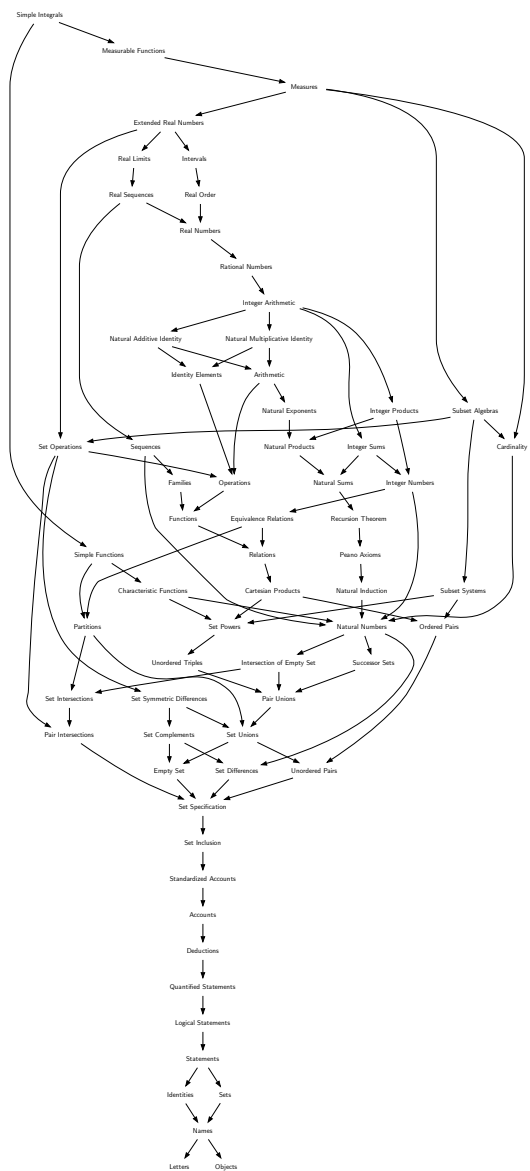 Simple Integrals
Measurable Functions
Measures
Extended Real Numbers
Real Limits
Intervals
Real Sequences
Real Order
Real Numbers
Rational Numbers
Integer Arithmetic
Natural Additive Identity
Natural Multiplicative Identity
Identity Elements
Arithmetic
Natural Exponents
Integer Products
Subset Algebras
Set Operations
Sequences
Natural Products
Integer Sums
Cardinality
Families
Operations
Natural Sums
Integer Numbers
Functions
Equivalence Relations
Recursion Theorem
Simple Functions
Relations
Peano Axioms
Characteristic Functions
Cartesian Products
Natural Induction
Subset Systems
Partitions
Set Powers
Natural Numbers
Ordered Pairs
Unordered Triples
Intersection of Empty Set
Successor Sets
Set Intersections
Set Symmetric Differences
Pair Unions
Pair Intersections
Set Complements
Set Unions
Empty Set
Set Differences
Unordered Pairs
Set Specification
Set Inclusion
Standardized Accounts
Accounts
Deductions
Quantified Statements
Logical Statements
Statements
Identities
Sets
Names
Letters
Objects